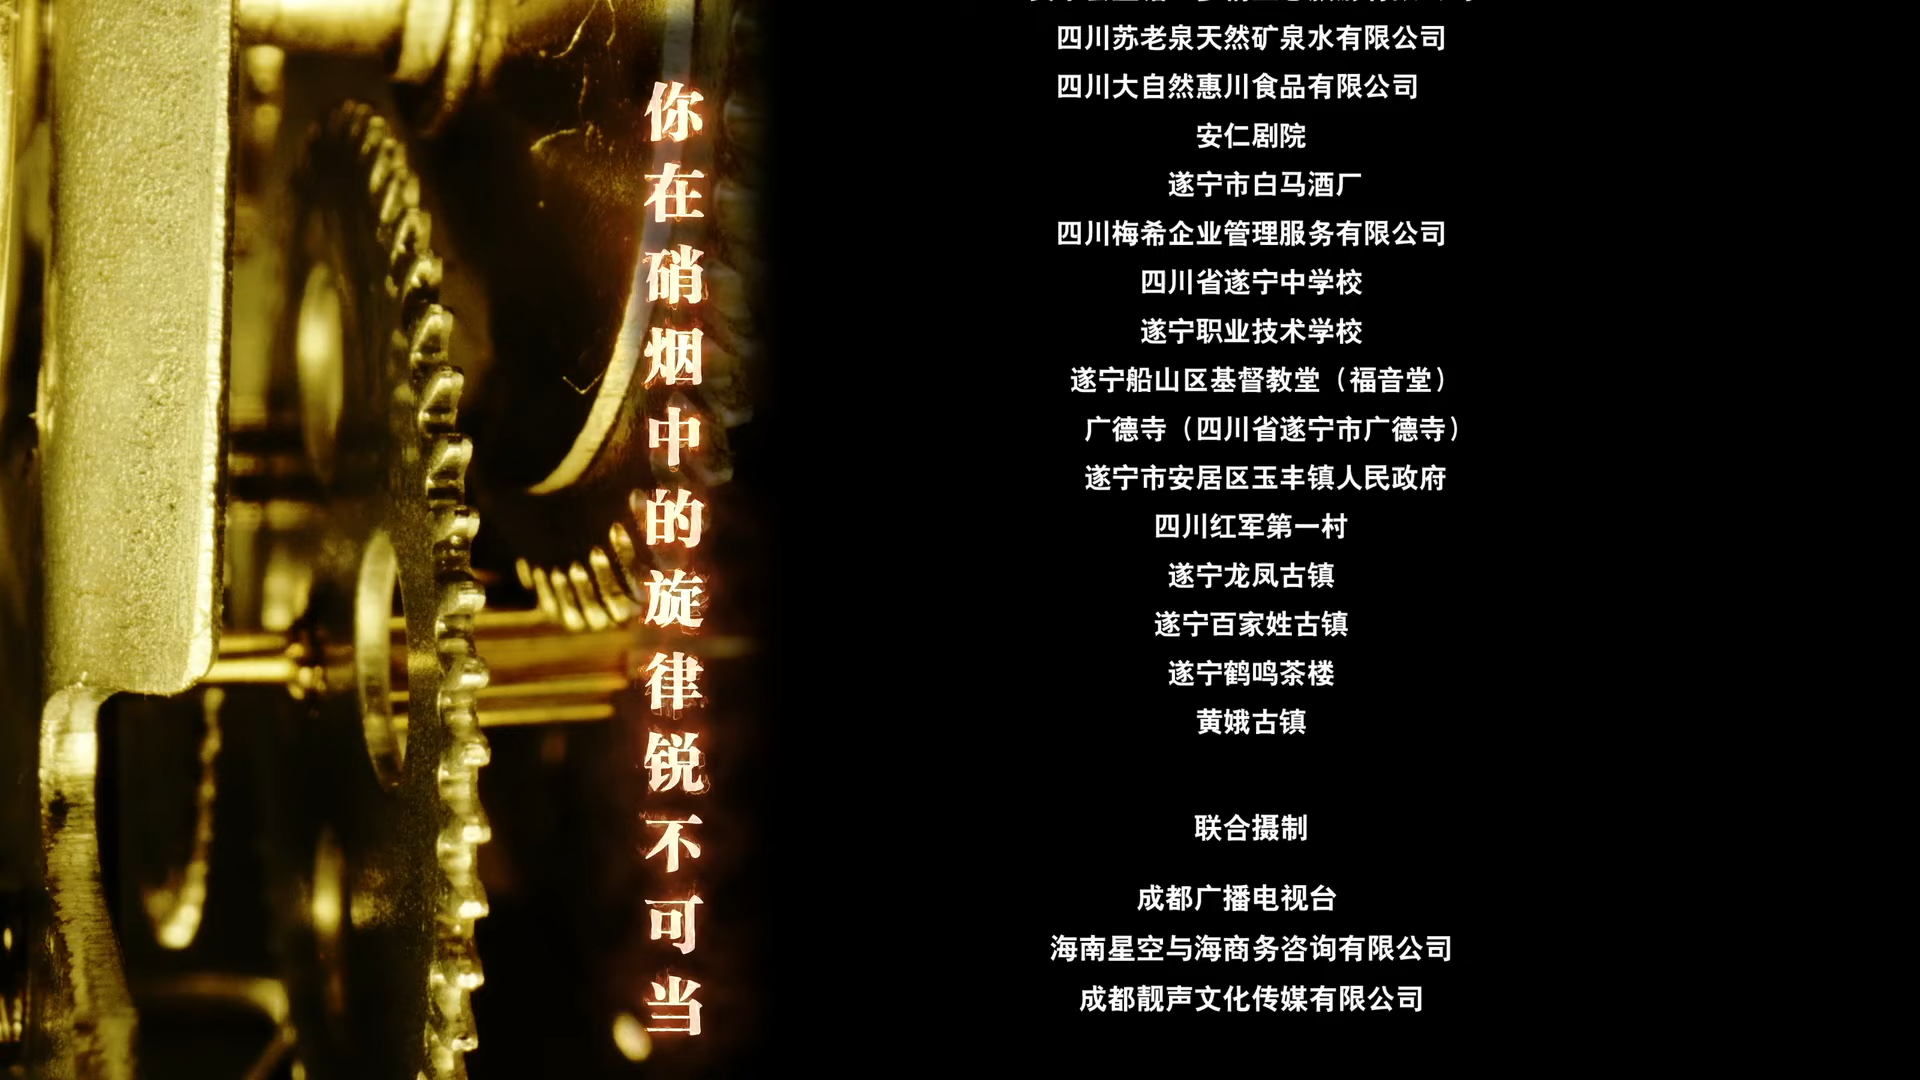 你在硝烟中的旋律锐不可当
四川苏老泉天然矿泉水有限公司
四川大自然惠川食品有限公司
安仁剧院
遂宁市白马酒厂
四川梅希企业管理服务有限公司
四川省遂宁中学校
遂宁职业技术学校
遂宁船山区基督教堂（福音堂）
广德寺（四川省遂宁市广德寺）
遂宁市安居区玉丰镇人民政府
四川红军第一村
遂宁龙凤古镇
遂宁百家姓古镇
遂宁鹤鸣茶楼
黄娥古镇
联合摄制
成都广播电视台
海南星空与海商务咨询有限公司
成都靓声文化传媒有限公司